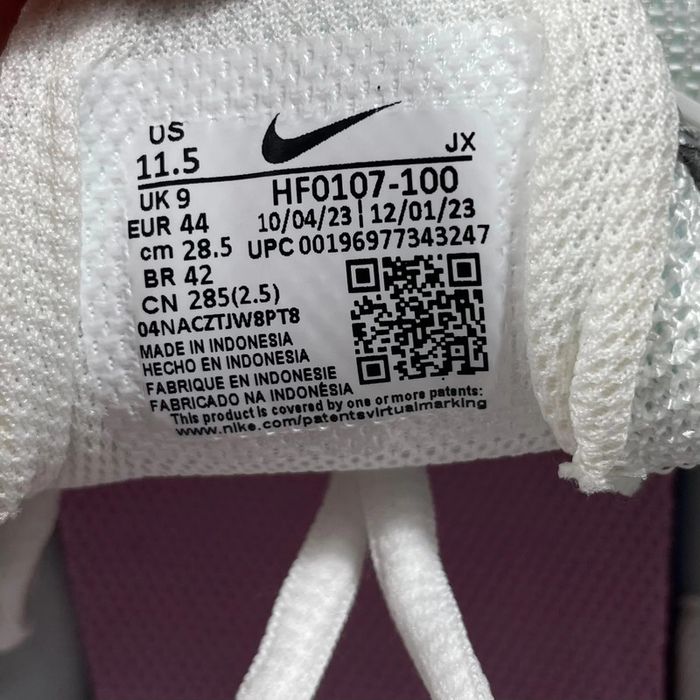 US
11.5
JX
UK 9
HF0107-100
EUR 44
10/04/23 | 12/01/23
cm 28.5
UPC 00196977343247
BR 42
CN 285(2.5)
04NACZTJW8PT8
MADE IN INDONESIA
HECHO EN INDONESIA
FABRIQUE EN INDONESIE
FABRICADO NA INDONÉSIA
This product is covered by one or more patents:
www.nike.com/patentsvirtualmarking